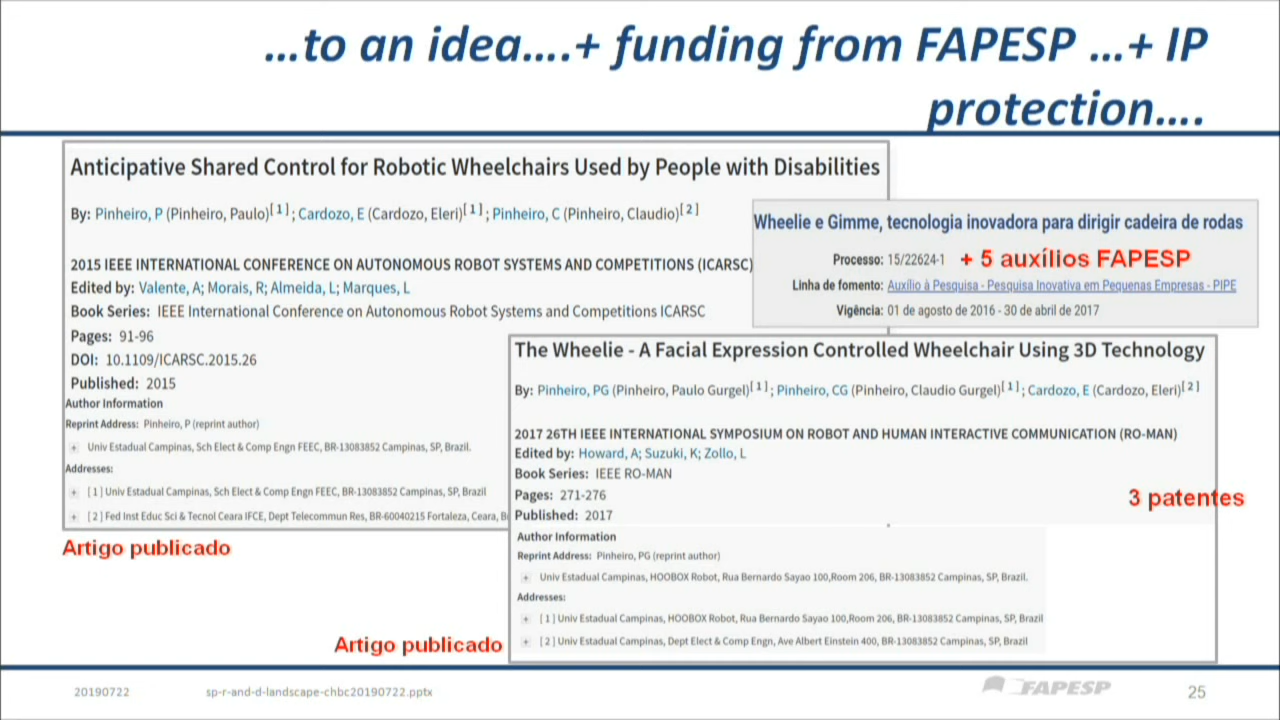 ...to an idea....+ funding from FAPESP ...+ IP
protection....
Anticipative Shared Control for Robotic Wheelchairs Used by People with Disabilities
By: Pinheiro, P (Pinheiro, Paulo)[ 1 ] ; Cardozo, E (Cardozo, Eleri)[ 1 ] ; Pinheiro, C (Pinheiro, Claudio)[ 2 ]
2015 IEEE INTERNATIONAL CONFERENCE ON AUTONOMOUS ROBOT SYSTEMS AND COMPETITIONS (ICARSC)
Edited by: Valente, A; Morais, R; Almeida, L; Marques, L
Book Series: IEEE International Conference on Autonomous Robot Systems and Competitions ICARSC
Pages: 91-96
DOI: 10.1109/ICARSC.2015.26
Published: 2015
Author Information
Reprint Address: Pinheiro, P (reprint author)
+ Univ Estadual Campinas, Sch Elect & Comp Engn FEEC, BR-13083852 Campinas, SP, Brazil.
Addresses:
+ [ 1 ] Univ Estadual Campinas, Sch Elect & Comp Engn FEEC, BR-13083852 Campinas, SP, Brazil
+ [ 2 ] Fed Inst Educ Sci & Tecnol Ceara IFCE, Dept Telecommun Res, BR-60040215 Fortaleza, Ceara, B
Artigo publicado
Wheelie e Gimme, tecnologia inovadora para dirigir cadeira de rodas
Processo: 15/22624-1 + 5 auxílios FAPESP
Linha de fomento: Auxílio à Pesquisa - Pesquisa Inovativa em Pequenas Empresas - PIPE
Vigência: 01 de agosto de 2016 - 30 de abril de 2017
The Wheelie - A Facial Expression Controlled Wheelchair Using 3D Technology
By: Pinheiro, PG (Pinheiro, Paulo Gurgel)[ 1 ] ; Pinheiro, CG (Pinheiro, Claudio Gurgel)[ 1 ] ; Cardozo, E (Cardozo, Eleri)[ 2 ]
2017 26TH IEEE INTERNATIONAL SYMPOSIUM ON ROBOT AND HUMAN INTERACTIVE COMMUNICATION (RO-MAN)
Edited by: Howard, A; Suzuki, K; Zollo, L
Book Series: IEEE RO-MAN
Pages: 271-276
Published: 2017
3 patentes
Author Information
Reprint Address: Pinheiro, PG (reprint author)
+ Univ Estadual Campinas, HOOBOX Robot, Rua Bernardo Sayao 100,Room 206, BR-13083852 Campinas, SP, Brazil.
Addresses:
+ [ 1 ] Univ Estadual Campinas, HOOBOX Robot, Rua Bernardo Sayao 100,Room 206, BR-13083852 Campinas, SP, Brazil
+ [ 2 ] Univ Estadual Campinas, Dept Elect & Comp Engn, Ave Albert Einstein 400, BR-13083852 Campinas, SP, Brazil
Artigo publicado
20190722
sp-r-and-d-landscape-chbc20190722.pptx
FAPESP
25